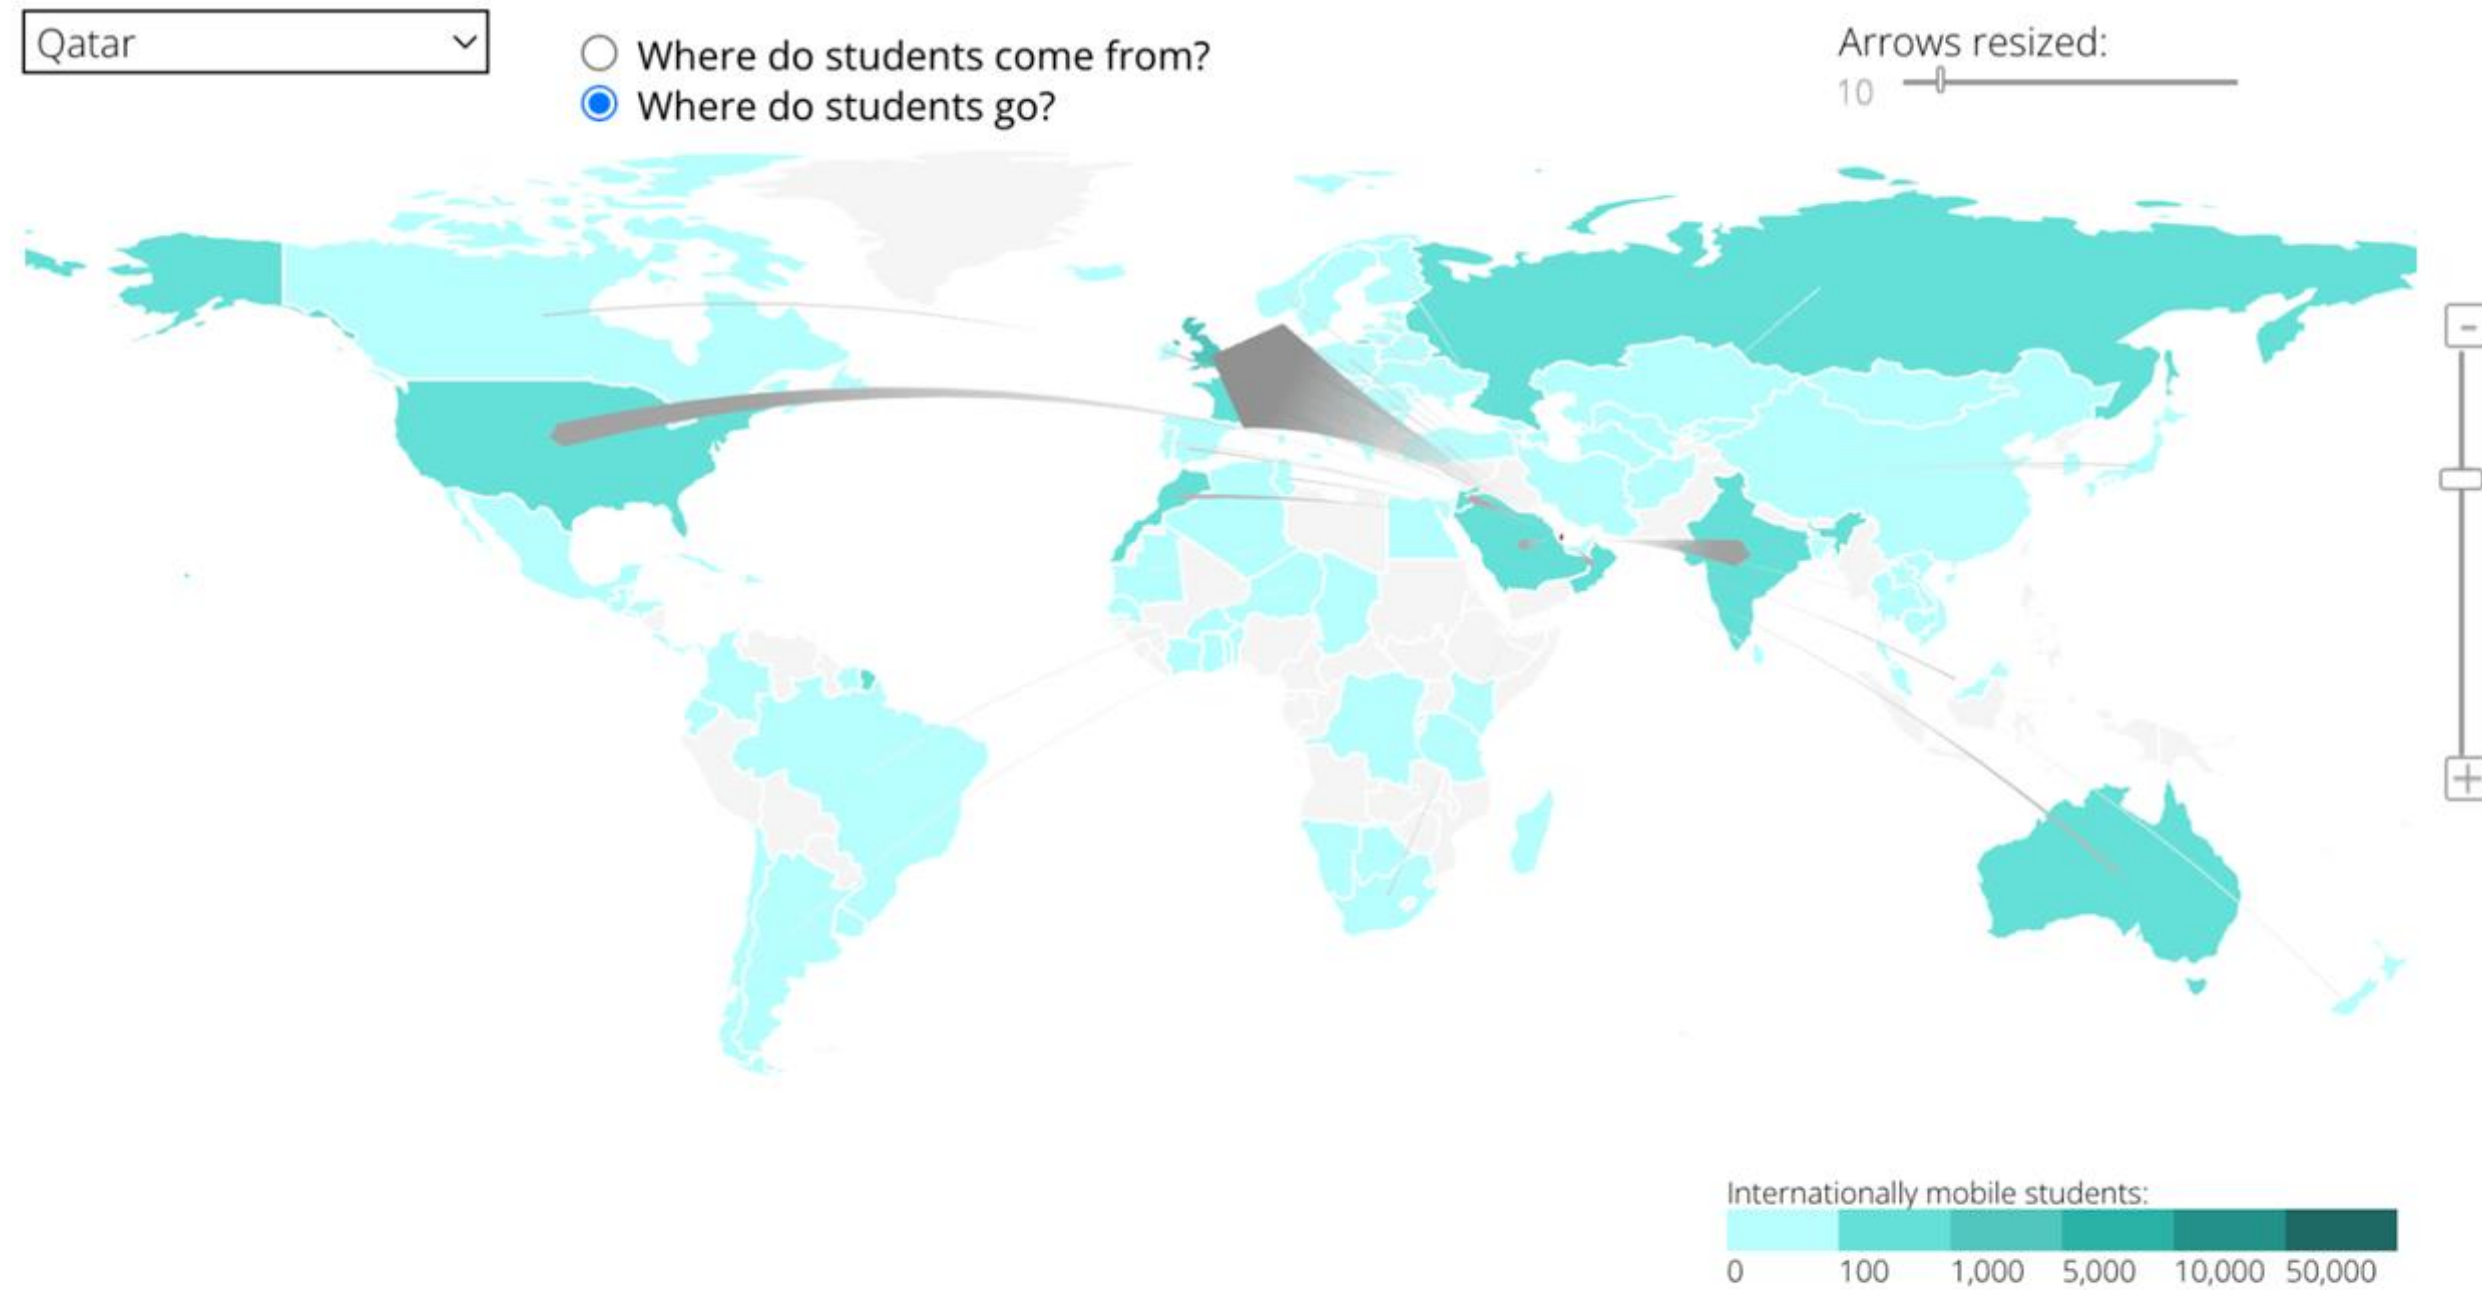 Qatar
Where do students come from?
Where do students go?
Arrows resized:
10
-
+
Internationally mobile students:
0 100 1,000 5,000 10,000 50,000